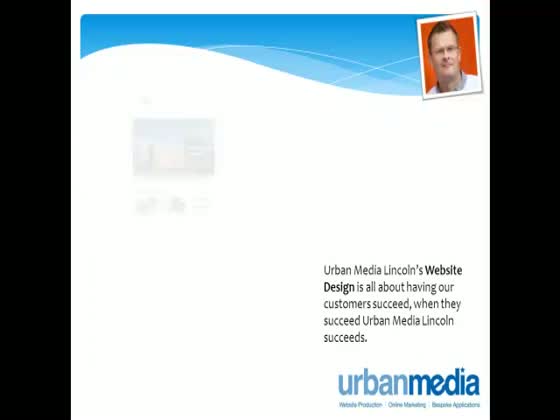 Urban Media Lincoln's Website
Design is all about having our
customers succeed, when they
succeed Urban Media Lincoln
succeeds.
urbanmedia
Website Production | Online Marketing | Bespoke Applications